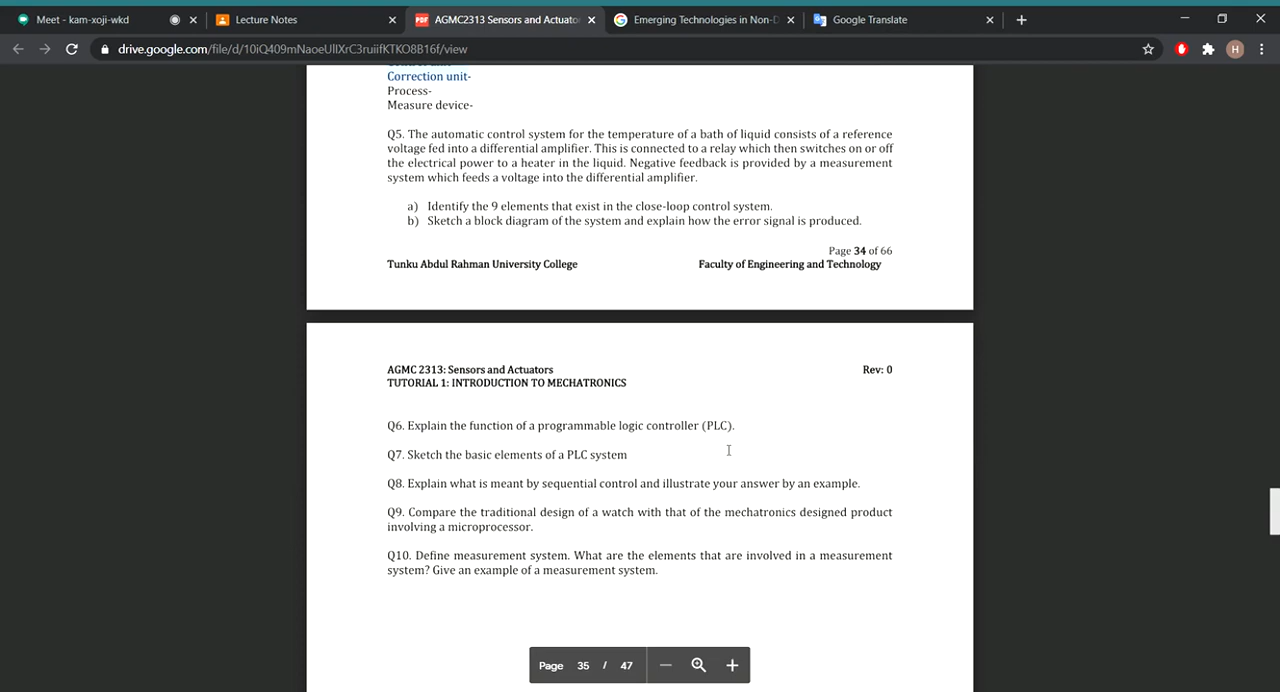 Meet - kam-xoji-wkd
Lecture Notes
AGMC2313 Sensors and Actuato
Emerging Technologies in Non-D
Google Translate
drive.google.com/file/d/10iQ409mNaoeUllXrC3ruiifKTKO8B16f/view
H
Correction unit-
Process-
Measure device-
Q5. The automatic control system for the temperature of a bath of liquid consists of a reference
voltage fed into a differential amplifier. This is connected to a relay which then switches on or off
the electrical power to a heater in the liquid. Negative feedback is provided by a measurement
system which feeds a voltage into the differential amplifier.
a) Identify the 9 elements that exist in the close-loop control system.
b) Sketch a block diagram of the system and explain how the error signal is produced.
Page 34 of 66
Tunku Abdul Rahman University College Faculty of Engineering and Technology
AGMC 2313: Sensors and Actuators Rev: 0
TUTORIAL 1: INTRODUCTION TO MECHATRONICS
Q6. Explain the function of a programmable logic controller (PLC).
Q7. Sketch the basic elements of a PLC system
Q8. Explain what is meant by sequential control and illustrate your answer by an example.
Q9. Compare the traditional design of a watch with that of the mechatronics designed product
involving a microprocessor.
Q10. Define measurement system. What are the elements that are involved in a measurement
system? Give an example of a measurement system.
Page 35 / 47